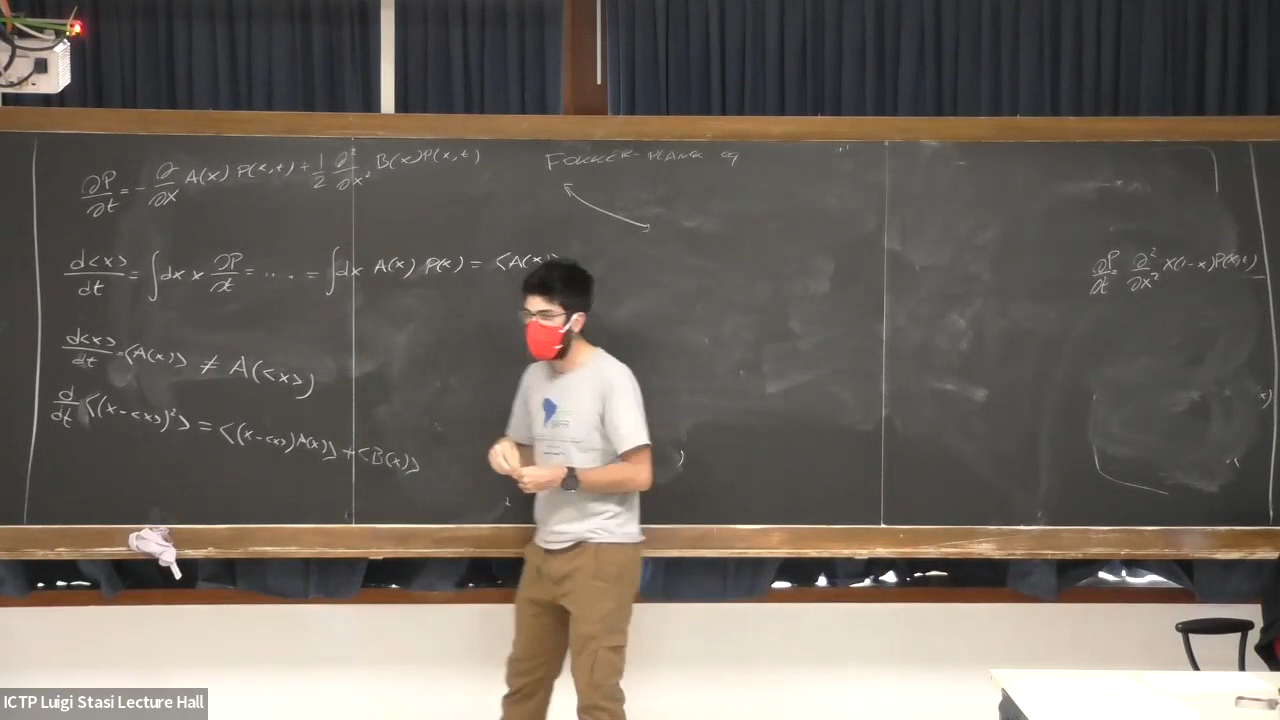 ∂P/∂t = - ∂/∂x A(x) P(x,t) + 1/2 ∂²/∂x² B(x)P(x,t)
FOKKER-PLANK eq
d<x>/dt = ∫dx x ∂P/∂t = .... = ∫dx A(x) P(x) = <A(x)>
∂P/∂t = ∂²/∂x² x(1-x)P(x,t)
d<x>/dt = <A(x)> ≠ A(<x>)
d/dt <(x-<x>)²> = <(x-<x>)A(x)> + <B(x)>
ICTP Luigi Stasi Lecture Hall